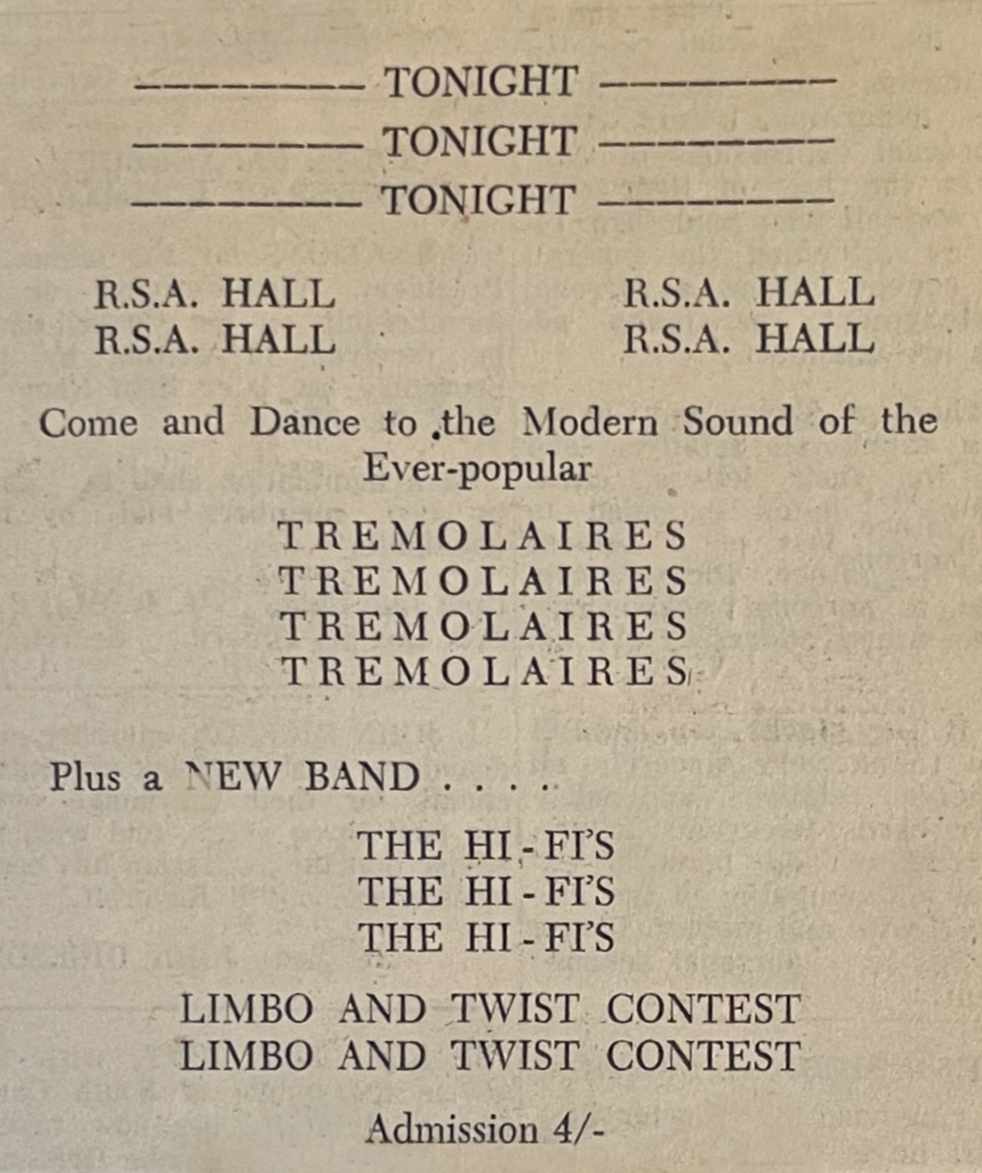 -------- TONIGHT --------
-------- TONIGHT --------
-------- TONIGHT --------
R.S.A. HALL R.S.A. HALL
R.S.A. HALL R.S.A. HALL
Come and Dance to the Modern Sound of the
Ever-popular
TREMOLAIRES
TREMOLAIRES
TREMOLAIRES
TREMOLAIRES
Plus a NEW BAND . . . .
THE HI-FI'S
THE HI-FI'S
THE HI-FI'S
LIMBO AND TWIST CONTEST
LIMBO AND TWIST CONTEST
Admission 4/-